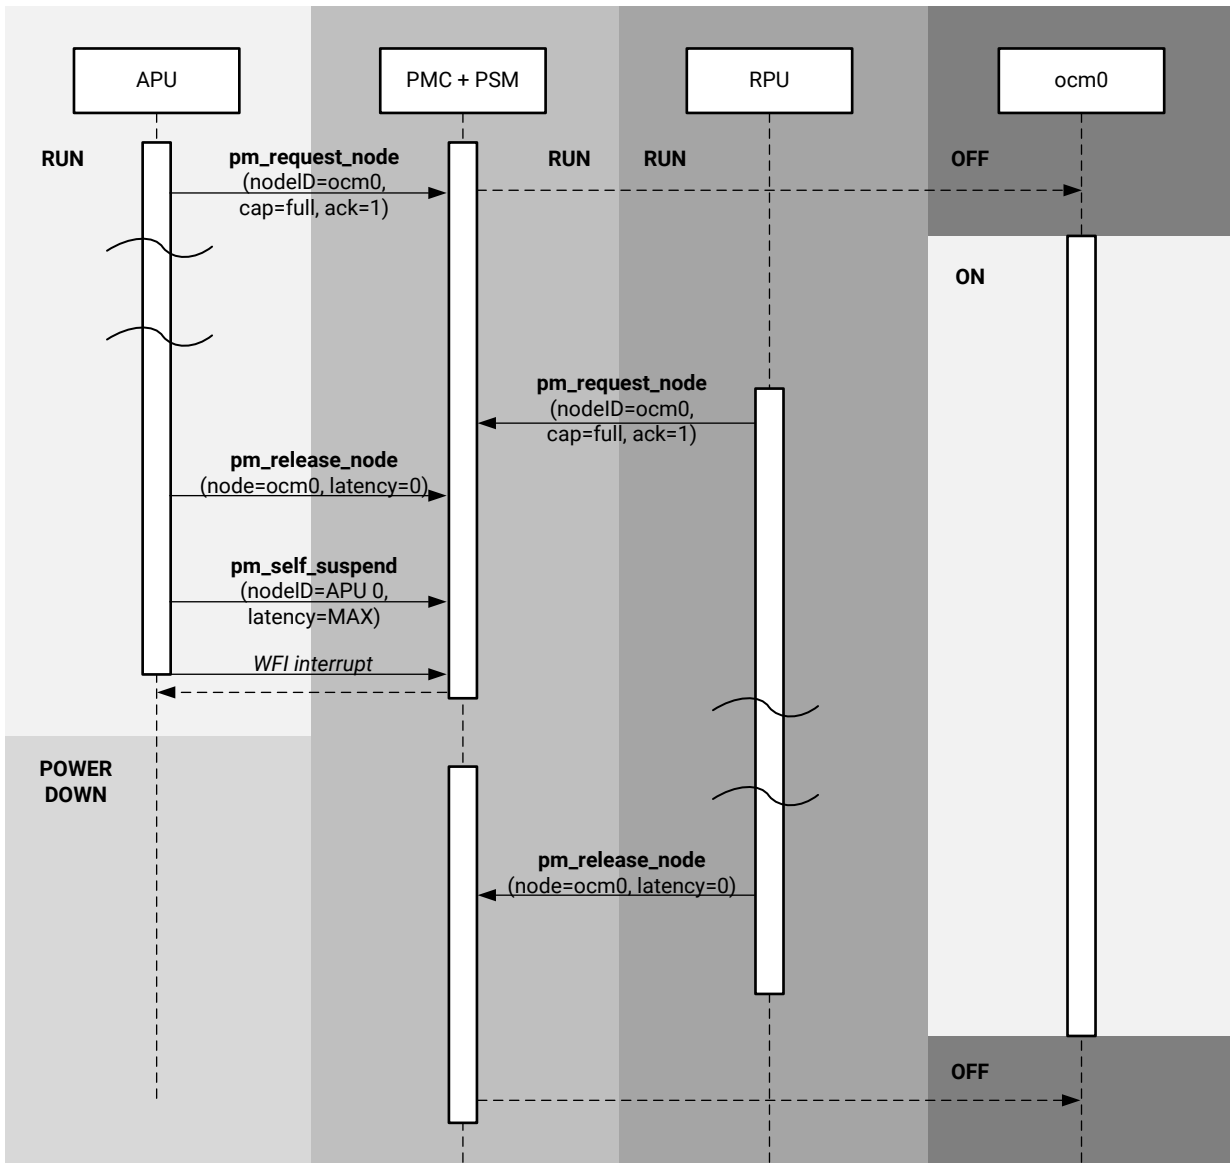 APU
PMC + PSM
RPU
ocm0
RUN
pm_request_node
(nodeID=ocm0,
cap=full, ack=1)
RUN
RUN
OFF
ON
pm_request_node
(nodeID=ocm0,
cap=full, ack=1)
pm_release_node
(node=ocm0, latency=0)
pm_self_suspend
(nodeID=APU 0,
latency=MAX)
WFI interrupt
POWER
DOWN
pm_release_node
(node=ocm0, latency=0)
OFF